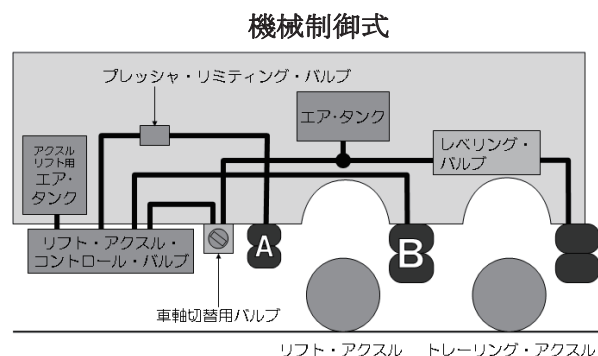 機械制御式
プレッシャ・リミティング・バルブ
エア・タンク
アクスル
リフト用
エア・
タンク
レベリング・
バルブ
リフト・アクスル・
コントロール・バルブ
A
B
車軸切替用バルブ
リフト・アクスル
トレーリング・アクスル